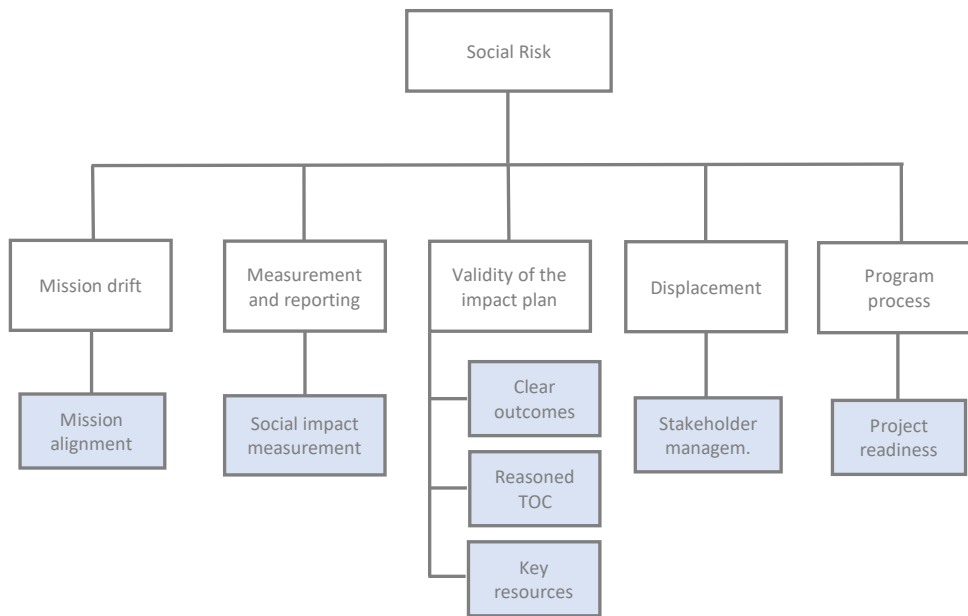 Social Risk
Mission drift
Measurement
and reporting
Validity of the
impact plan
Displacement
Program
process
Mission
alignment
Social impact
measurement
Clear
outcomes
Reasoned
TOC
Key
resources
Stakeholder
managem.
Project
readiness